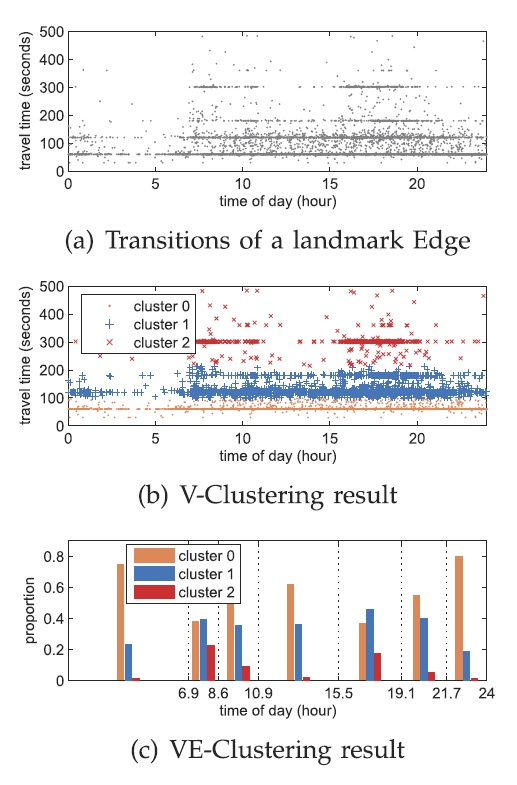 500
400
300
200
100
0
travel time (seconds)
0 5 10 15 20
time of day (hour)
(a) Transitions of a landmark Edge
500
400
300
200
100
0
travel time (seconds)
cluster 0
cluster 1
cluster 2
0 5 10 15 20
time of day (hour)
(b) V-Clustering result
0.8
0.6
0.4
0.2
0
proportion
cluster 0
cluster 1
cluster 2
6.9 8.6 10.9 15.5 19.1 21.7 24
time of day (hour)
(c) VE-Clustering result